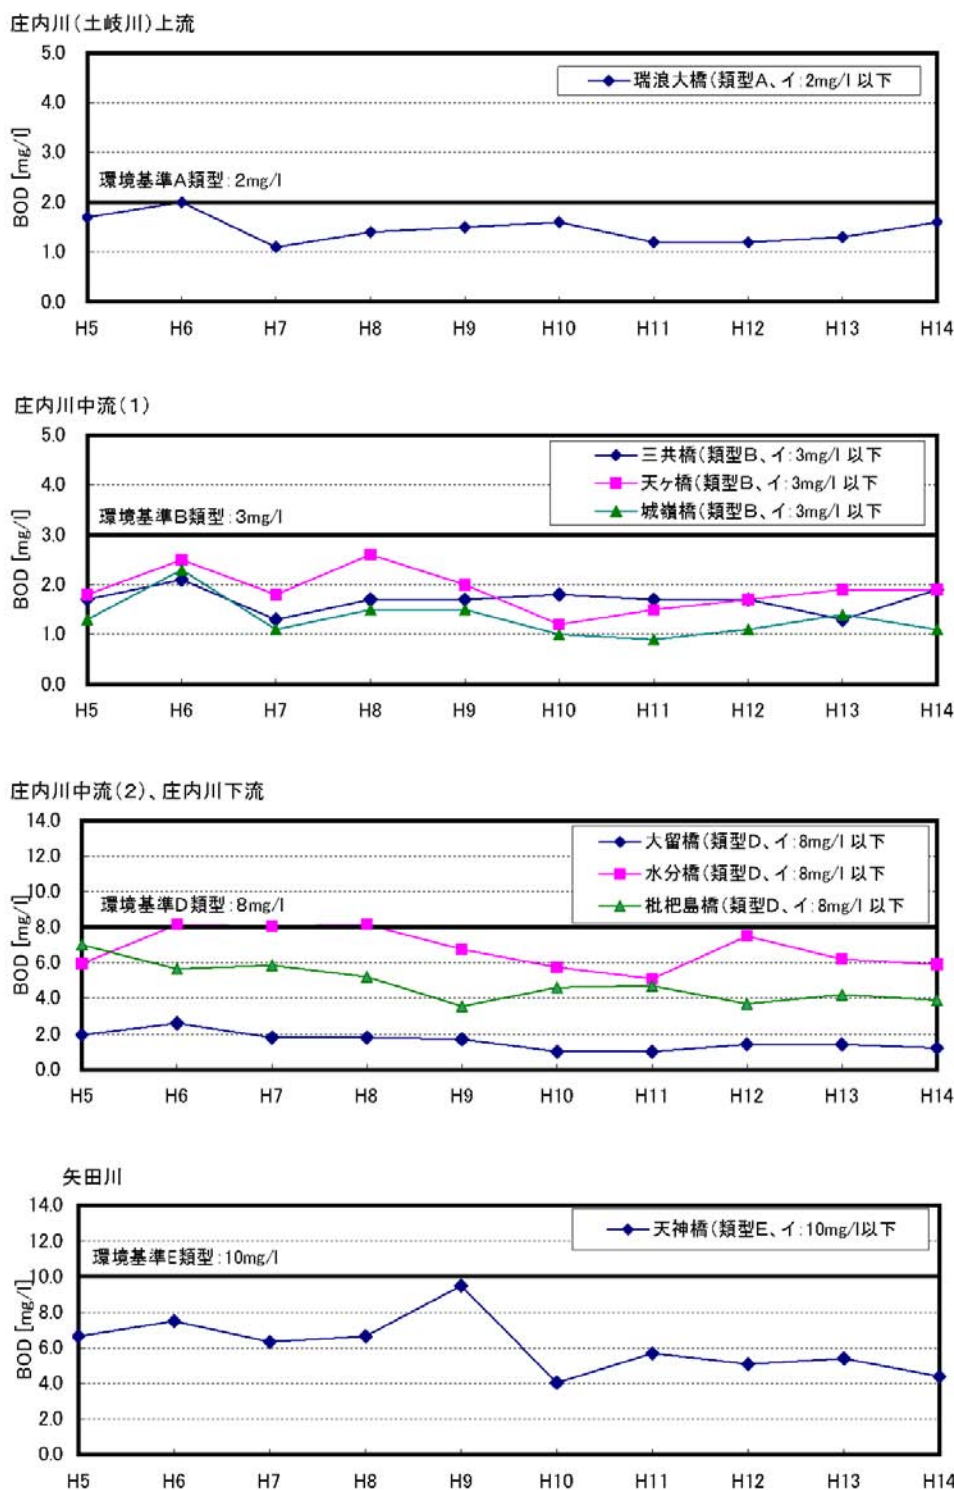 庄内川(土岐川)上流
5.0
4.0
3.0
2.0
1.0
0.0
BOD [mg/l]
瑞浪大橋(類型A、イ:2mg/l 以下
環境基準A類型:2mg/l
H5 H6 H7 H8 H9 H10 H11 H12 H13 H14
庄内川中流(1)
5.0
4.0
3.0
2.0
1.0
0.0
BOD [mg/l]
三共橋(類型B、イ:3mg/l 以下
天ヶ橋(類型B、イ:3mg/l 以下
城嶺橋(類型B、イ:3mg/l 以下
環境基準B類型:3mg/l
H5 H6 H7 H8 H9 H10 H11 H12 H13 H14
庄内川中流(2)、庄内川下流
14.0
12.0
10.0
8.0
6.0
4.0
2.0
0.0
BOD [mg/l]
大留橋(類型D、イ:8mg/l 以下
水分橋(類型D、イ:8mg/l 以下
枇杷島橋(類型D、イ:8mg/l 以下
環境基準D類型:8mg/l
H5 H6 H7 H8 H9 H10 H11 H12 H13 H14
矢田川
14.0
12.0
10.0
8.0
6.0
4.0
2.0
0.0
BOD [mg/l]
天神橋(類型E、イ:10mg/l以下
環境基準E類型:10mg/l
H5 H6 H7 H8 H9 H10 H11 H12 H13 H14